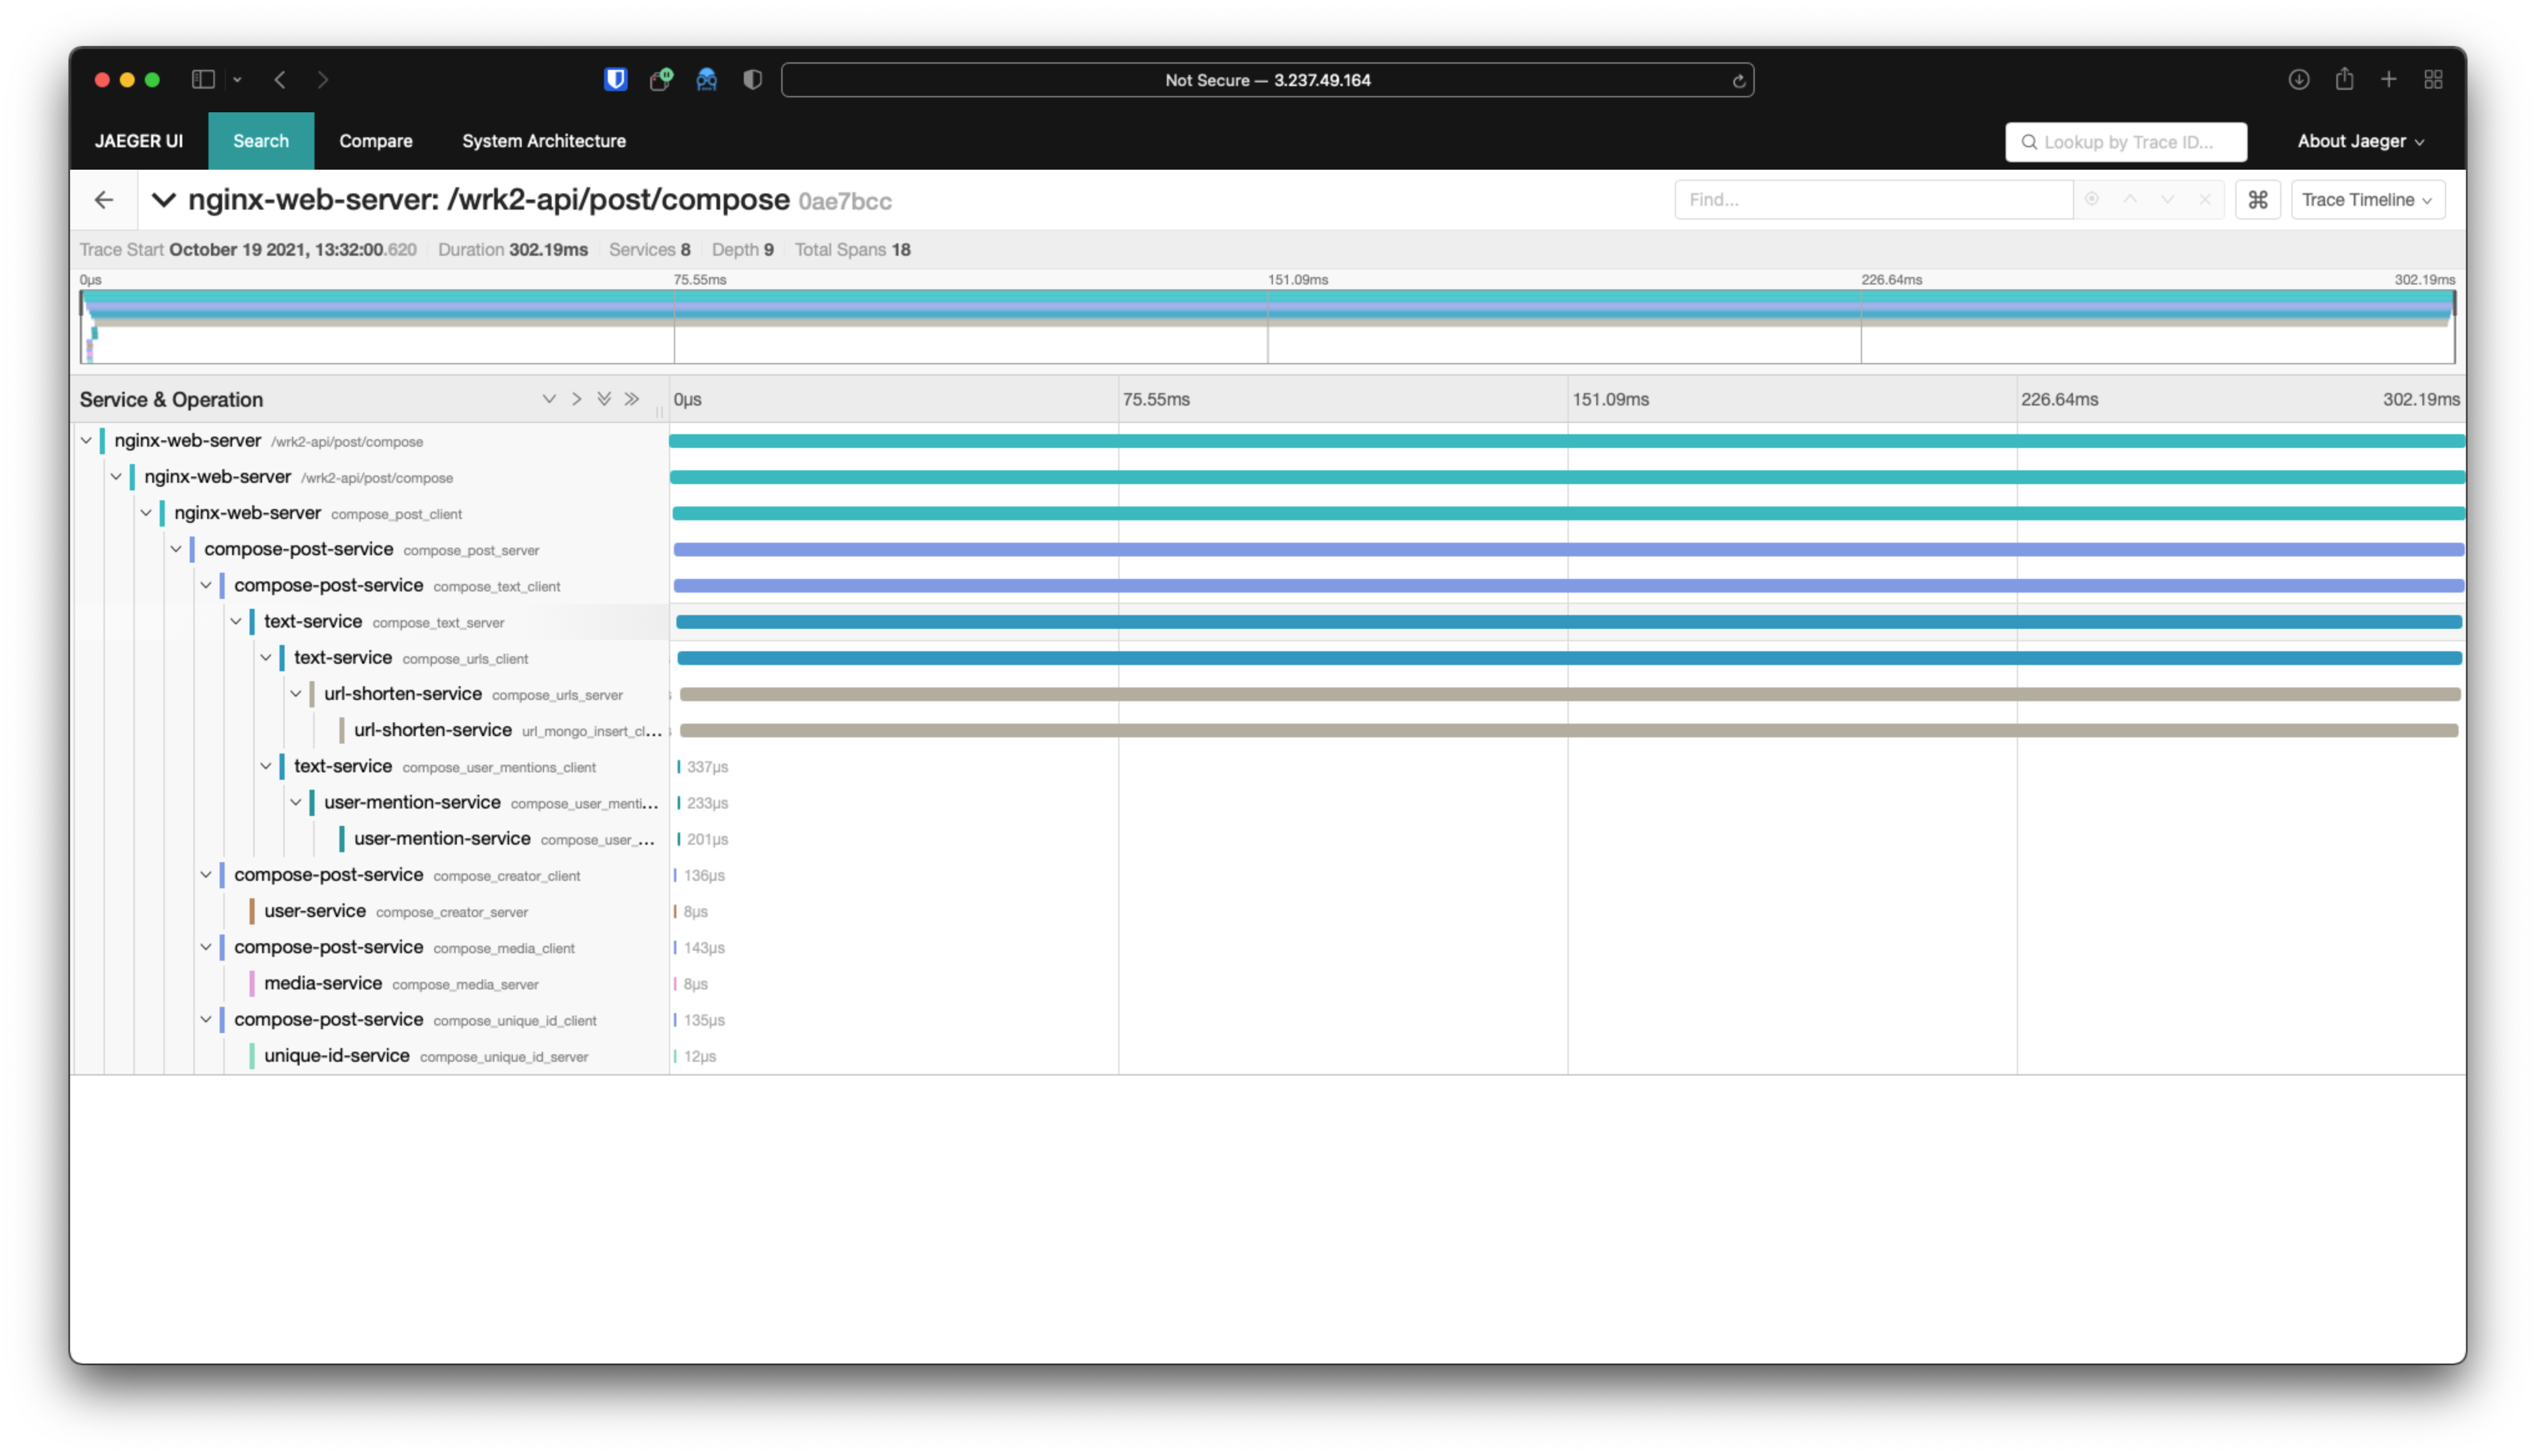 Not Secure — 3.237.49.164
JAEGER UI Search Compare System Architecture Lookup by Trace ID... About Jaeger
nginx-web-server: /wrk2-api/post/compose 0ae7bcc Find... ⌘ Trace Timeline
Trace Start October 19 2021, 13:32:00.620 Duration 302.19ms Services 8 Depth 9 Total Spans 18
0μs 75.55ms 151.09ms 226.64ms 302.19ms
Service & Operation 0μs 75.55ms 151.09ms 226.64ms 302.19ms
nginx-web-server /wrk2-api/post/compose
nginx-web-server /wrk2-api/post/compose
nginx-web-server compose_post_client
compose-post-service compose_post_server
compose-post-service compose_text_client
text-service compose_text_server
text-service compose_urls_client
url-shorten-service compose_urls_server
url-shorten-service url_mongo_insert_cl...
text-service compose_user_mentions_client 337μs
user-mention-service compose_user_menti... 233μs
user-mention-service compose_user_... 201μs
compose-post-service compose_creator_client 136μs
user-service compose_creator_server 8μs
compose-post-service compose_media_client 143μs
media-service compose_media_server 8μs
compose-post-service compose_unique_id_client 135μs
unique-id-service compose_unique_id_server 12μs